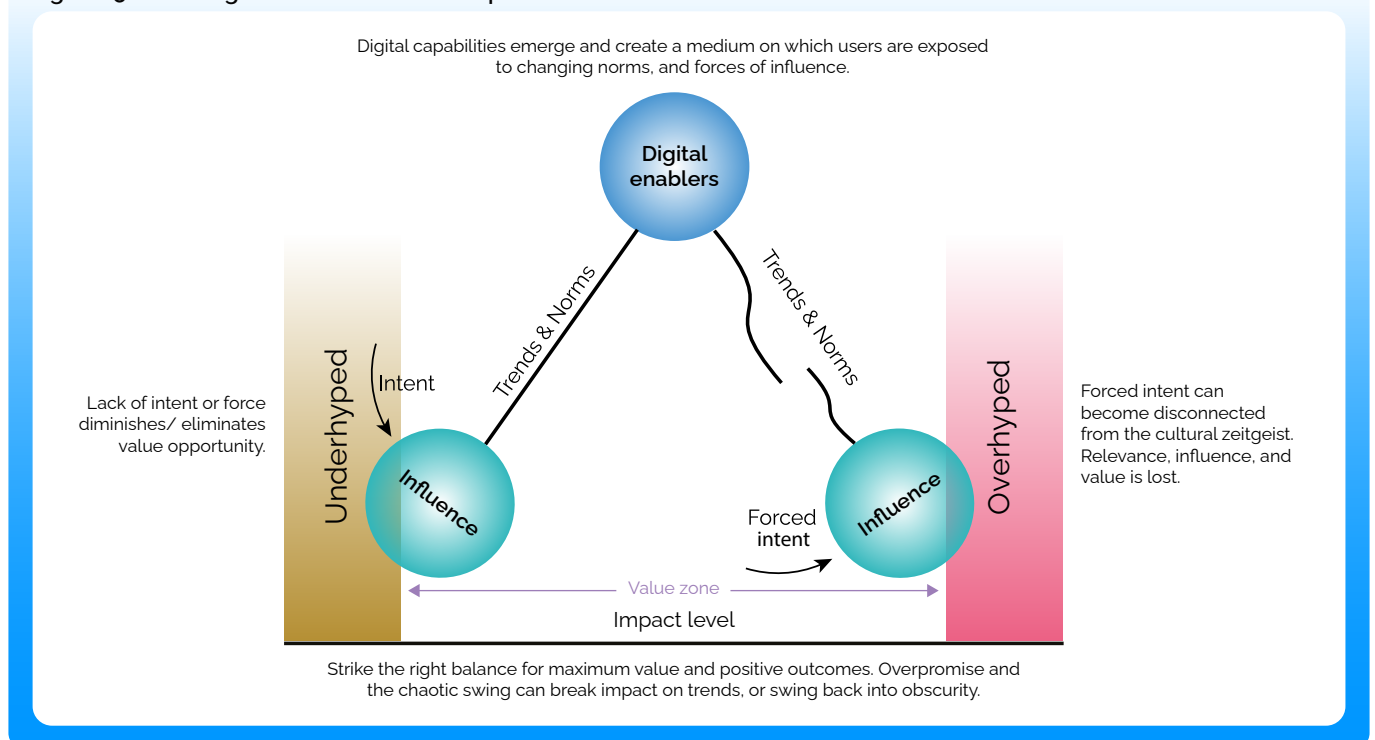 Digital capabilities emerge and create a medium on which users are exposed
to changing norms, and forces of influence.
Digital
enablers
Trends & Norms
Trends & Norms
Underhyped
Intent
Influence
Lack of intent or force
diminishes/ eliminates
value opportunity.
Forced
intent
Influence
Overhyped
Forced intent can
become disconnected
from the cultural zeitgeist.
Relevance, influence, and
value is lost.
Value zone
Impact level
Strike the right balance for maximum value and positive outcomes. Overpromise and
the chaotic swing can break impact on trends, or swing back into obscurity.